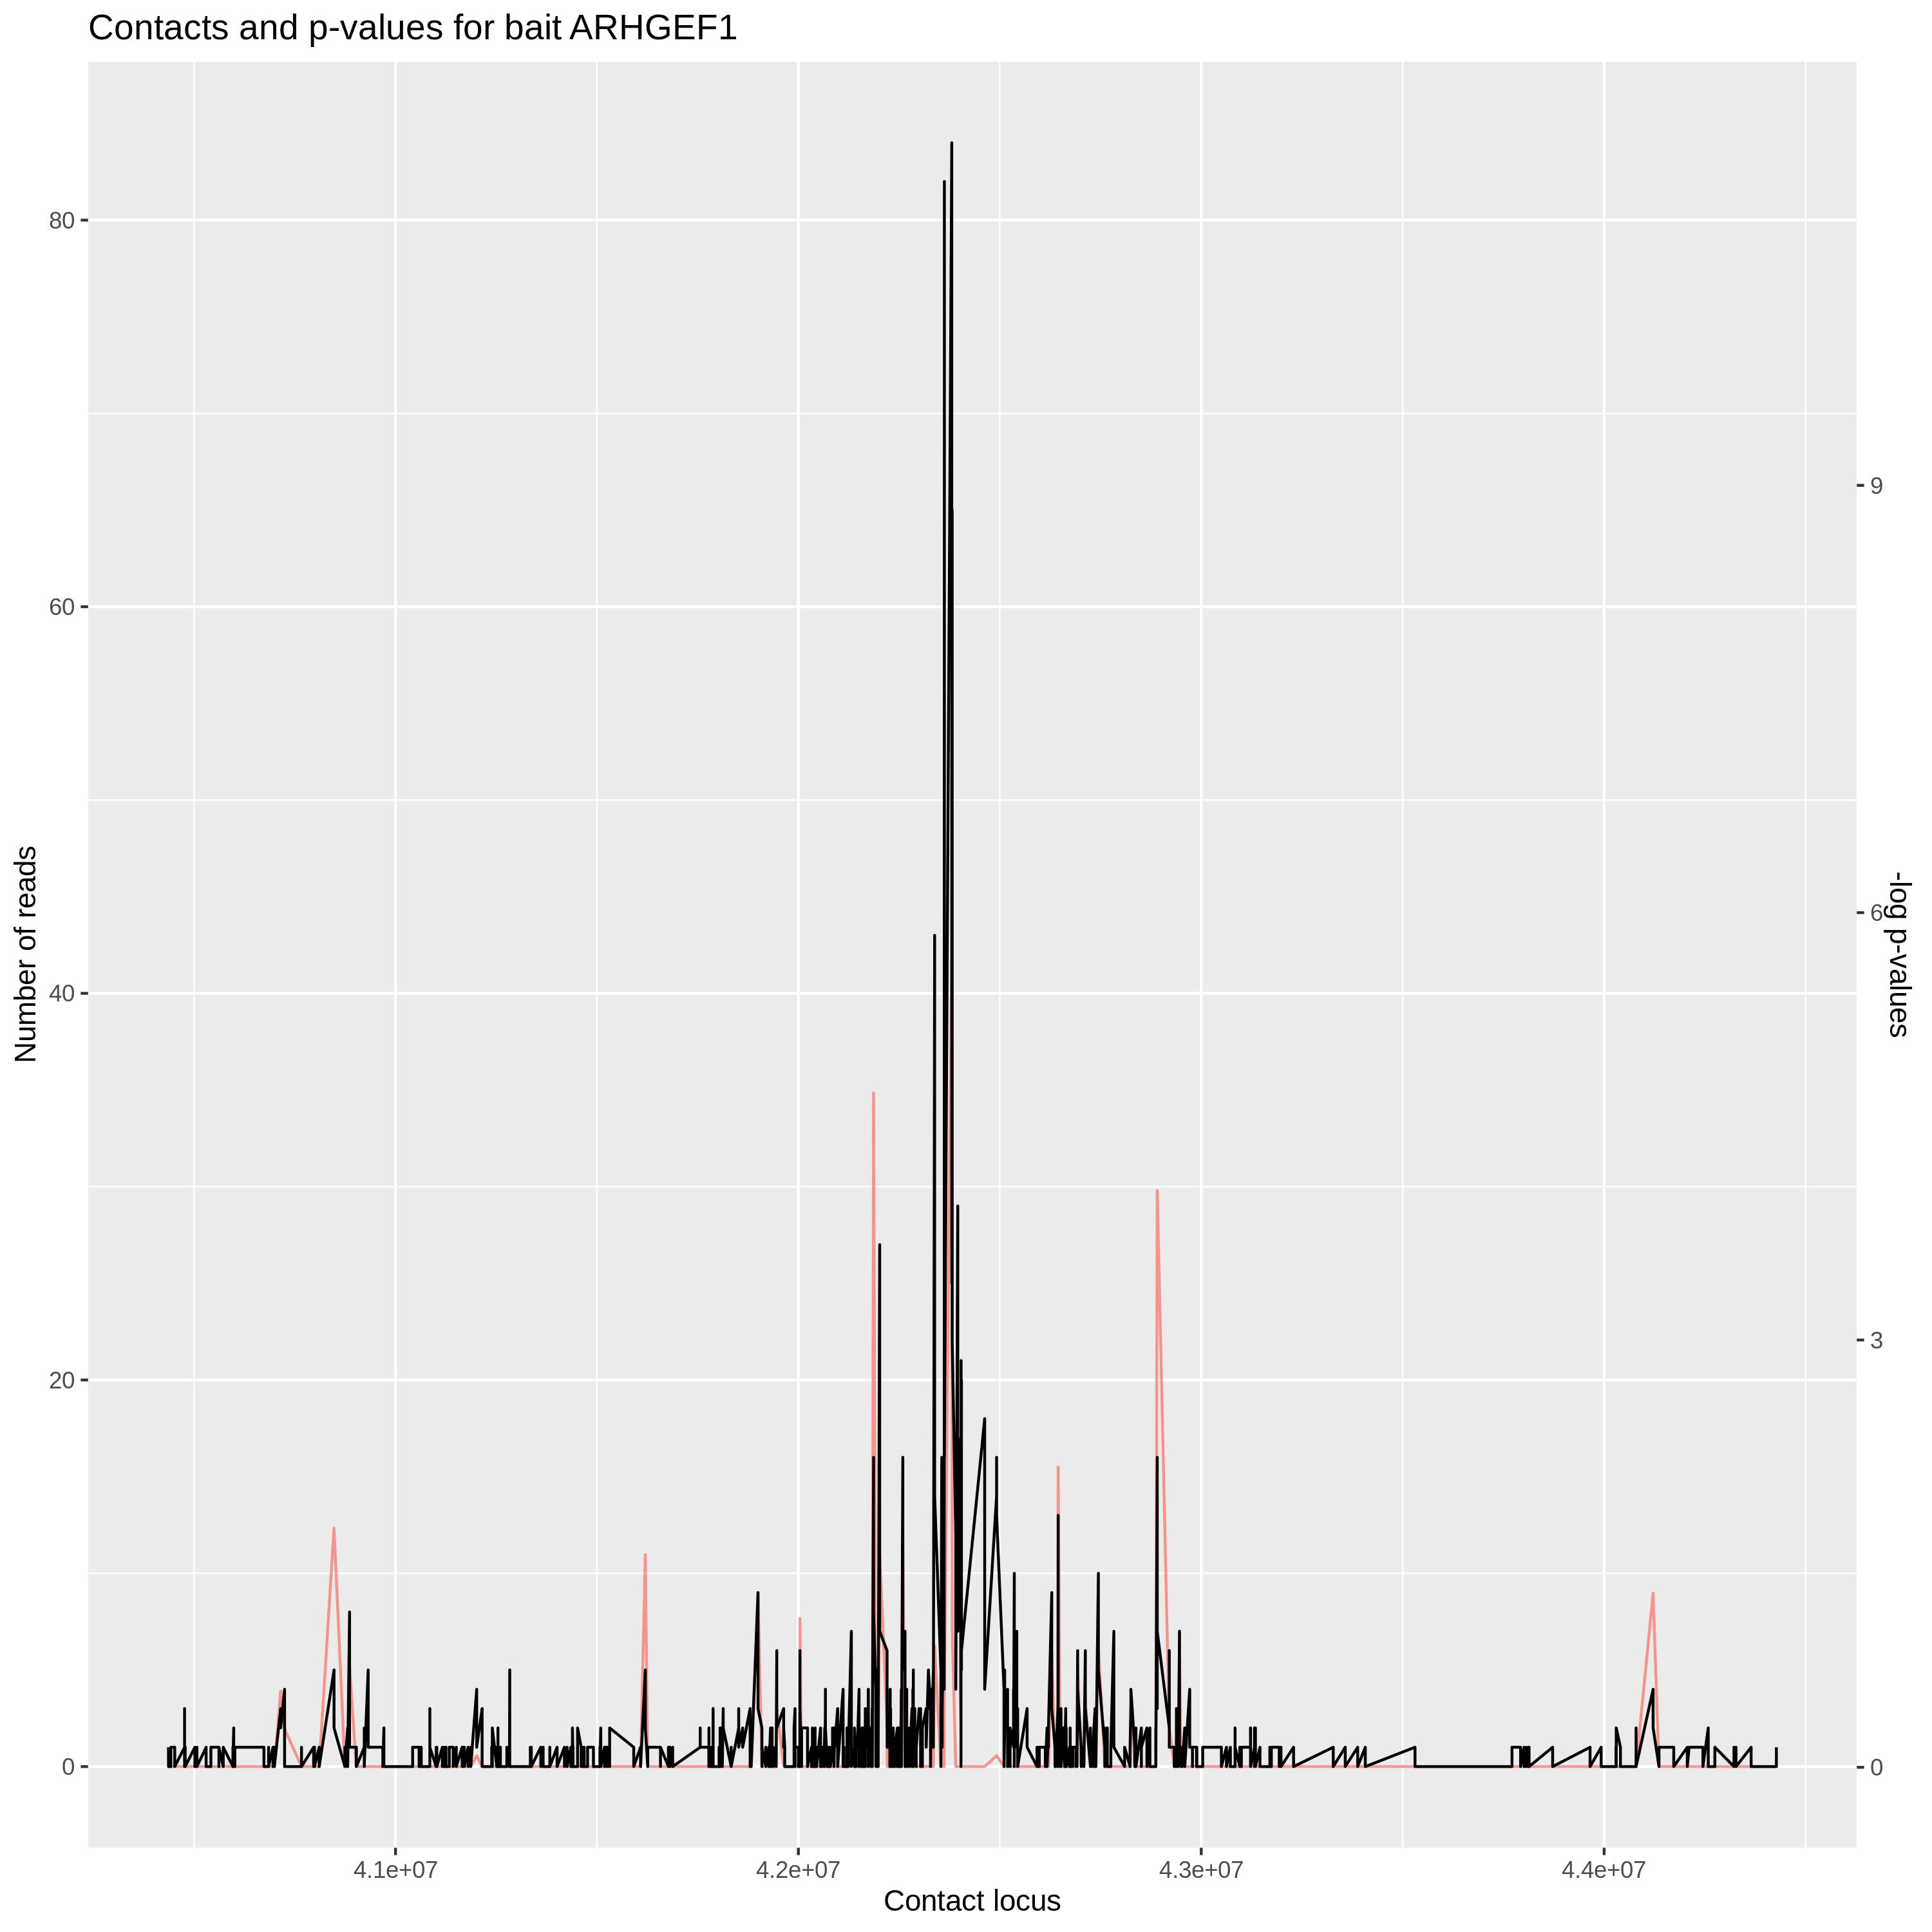 Contacts and p-values for bait ARHGEF1
80
60
40
20
0
Number of reads
9
6
3
0
-log p-values
4.1e+07
4.2e+07
4.3e+07
4.4e+07
Contact locus